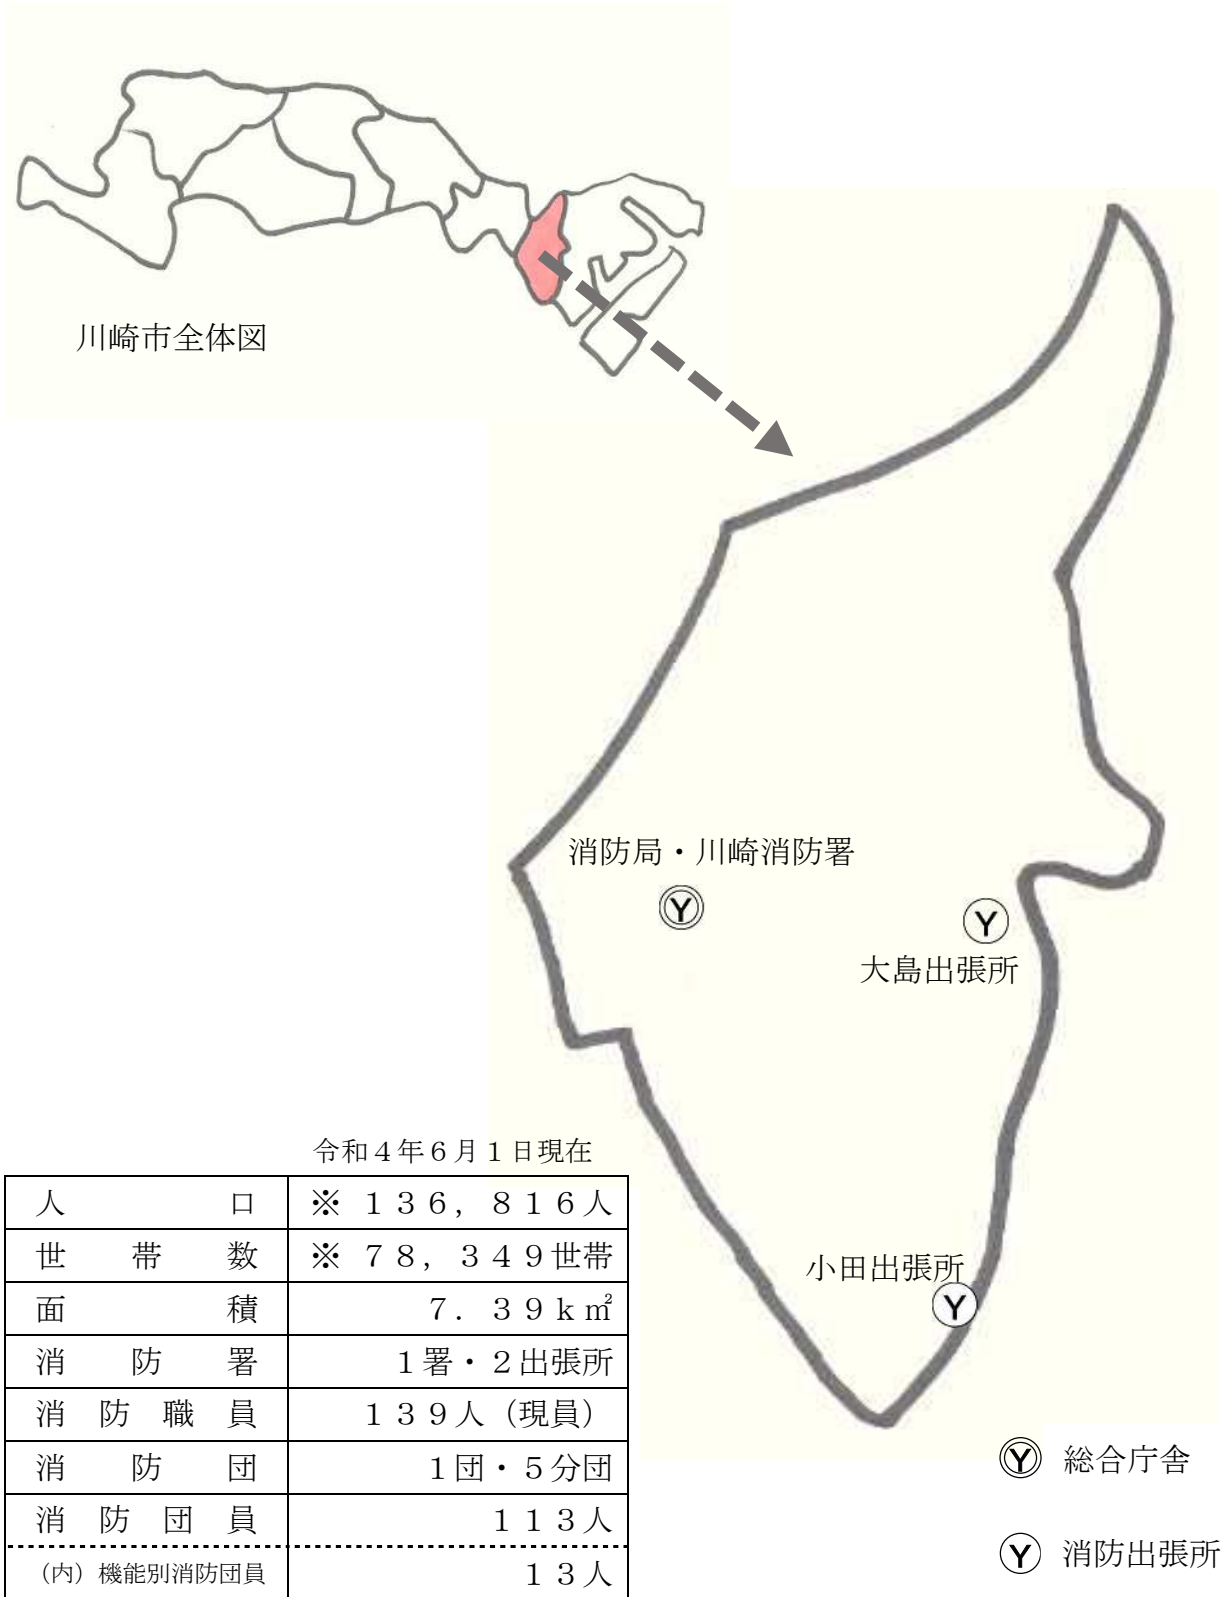 川崎市全体図
消防局・川崎消防署
Y
Y
大島出張所
令和４年６月１日現在
人口 ※ １３６，８１６人
世帯数 ※ ７８，３４９世帯
面積 ７．３９ｋ㎡
消防署 １署・２出張所
消防職員 １３９人（現員）
消防団 １団・５分団
消防団員 １１３人
（内）機能別消防団員 １３人
小田出張所
Y
Y 総合庁舎
Y 消防出張所